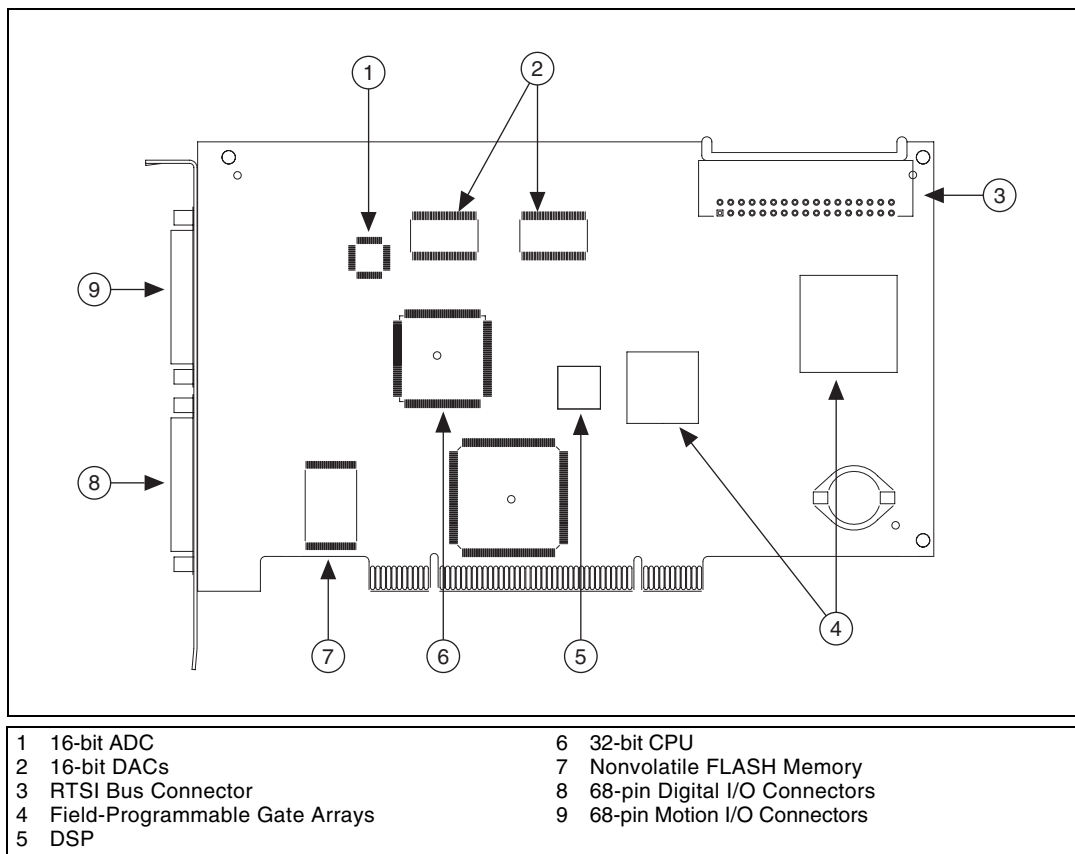 1
2
3
9
8
7
6
5
4
1 16-bit ADC
2 16-bit DACs
3 RTSI Bus Connector
4 Field-Programmable Gate Arrays
5 DSP
6 32-bit CPU
7 Nonvolatile FLASH Memory
8 68-pin Digital I/O Connectors
9 68-pin Motion I/O Connectors